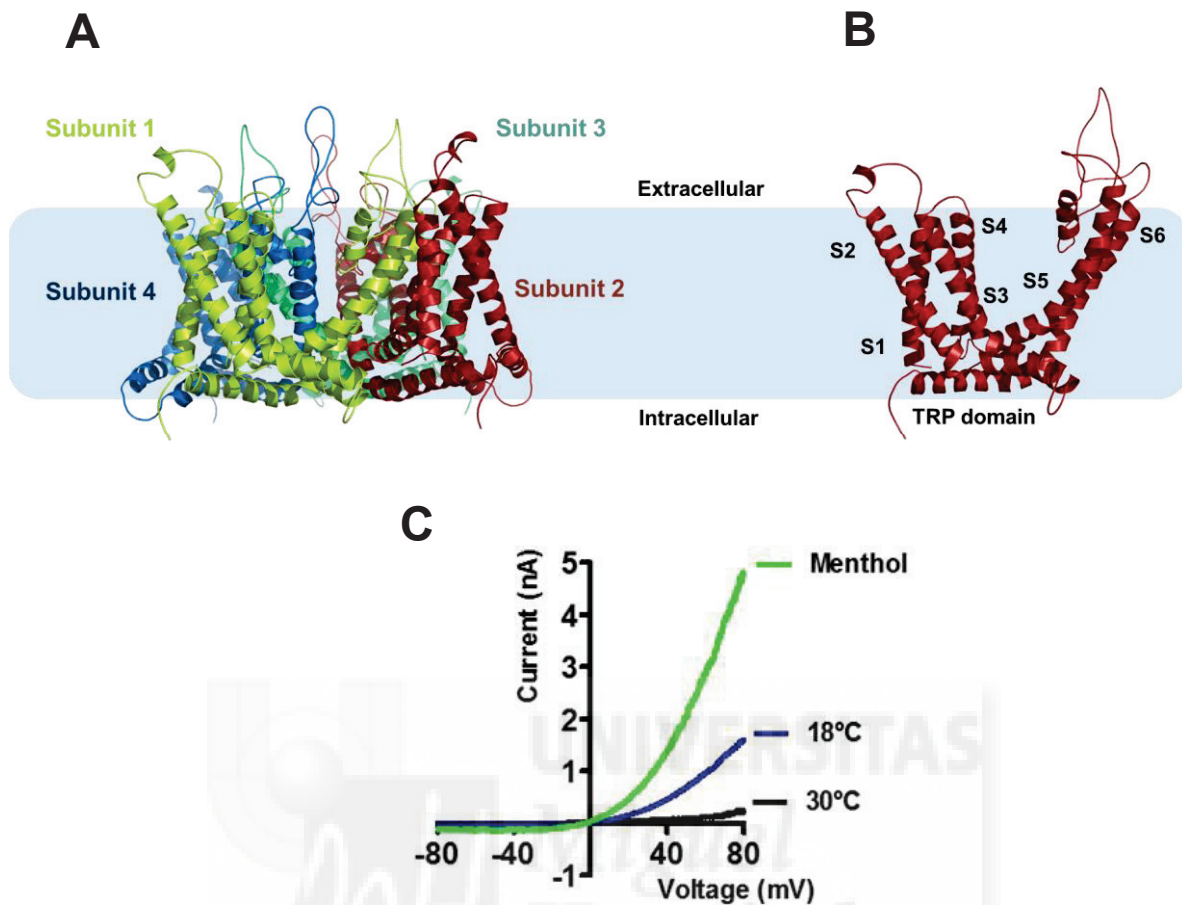 A
B
Subunit 1
Subunit 3
Extracellular
S4
S2
S6
S5
Subunit 4
Subunit 2
S3
S1
Intracellular
TRP domain
C
Current (nA)
5
4
3
2
1
-1
-80
-40
40
80
Voltage (mV)
Menthol
18ºC
30ºC
UNIVERSITAS
Miguel